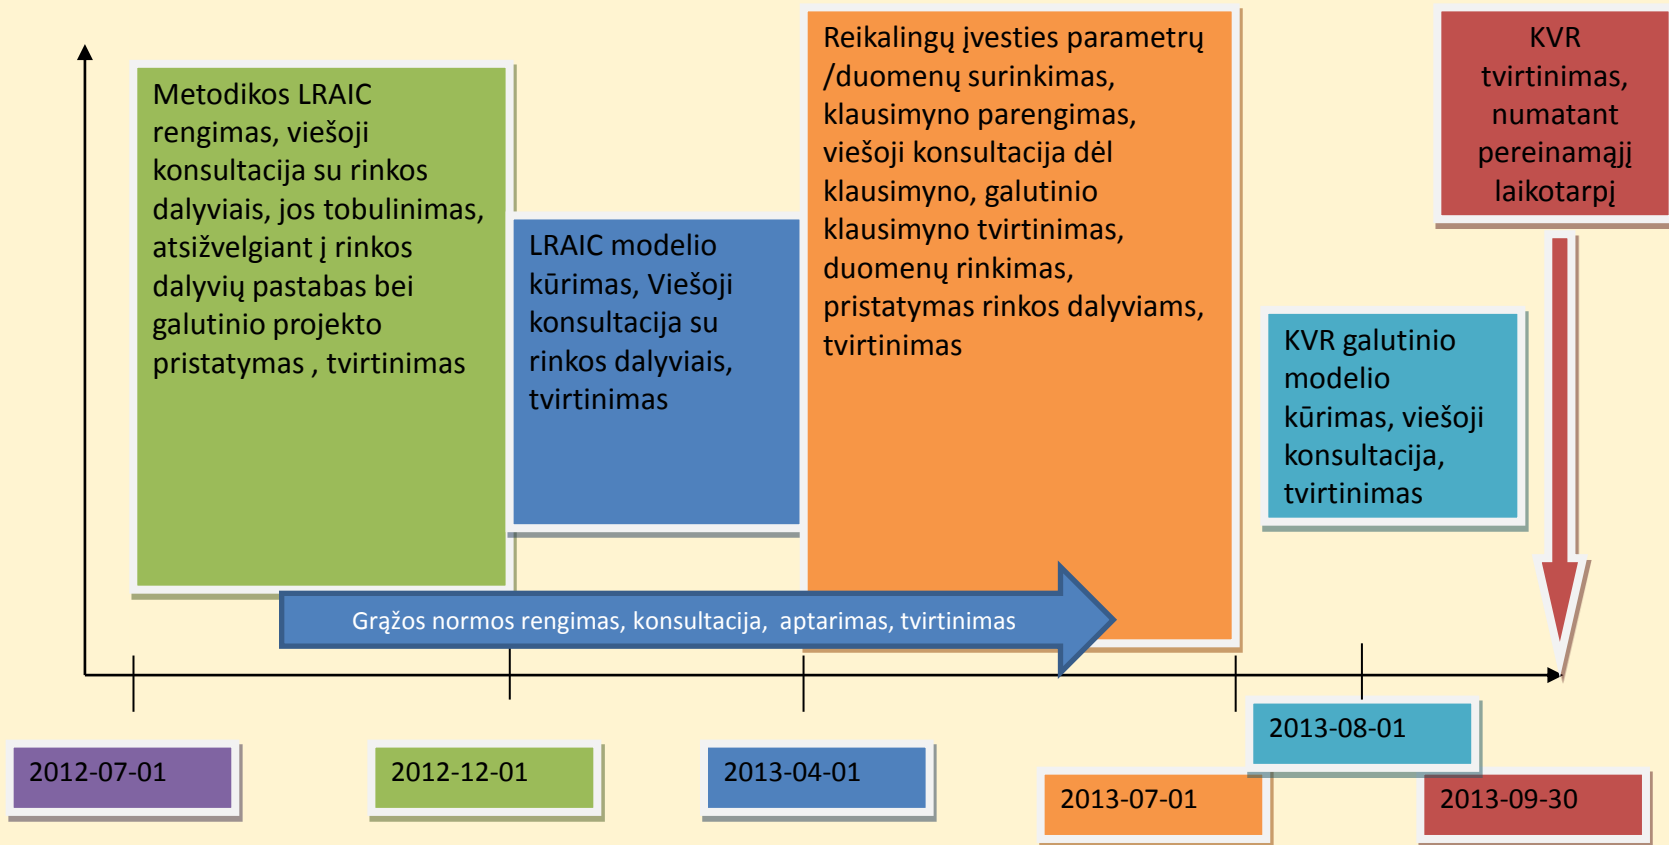 Metodikos LRAIC
rengimas, viešoji
konsultacija su rinkos
dalyviais, jos tobulinimas,
atsižvelgiant į rinkos
dalyvių pastabas bei
galutinio projekto
pristatymas , tvirtinimas
LRAIC modelio
kūrimas, Viešoji
konsultacija su
rinkos dalyviais,
tvirtinimas
Reikalingų įvesties parametrų
/duomenų surinkimas,
klausimyno parengimas,
viešoji konsultacija dėl
klausimyno, galutinio
klausimyno tvirtinimas,
duomenų rinkimas,
pristatymas rinkos dalyviams,
tvirtinimas
KVR galutinio
modelio
kūrimas, viešoji
konsultacija,
tvirtinimas
KVR
tvirtinimas,
numatant
pereinamąjį
laikotarpį
Grąžos normos rengimas, konsultacija, aptarimas, tvirtinimas
2012-07-01
2012-12-01
2013-04-01
2013-07-01
2013-08-01
2013-09-30